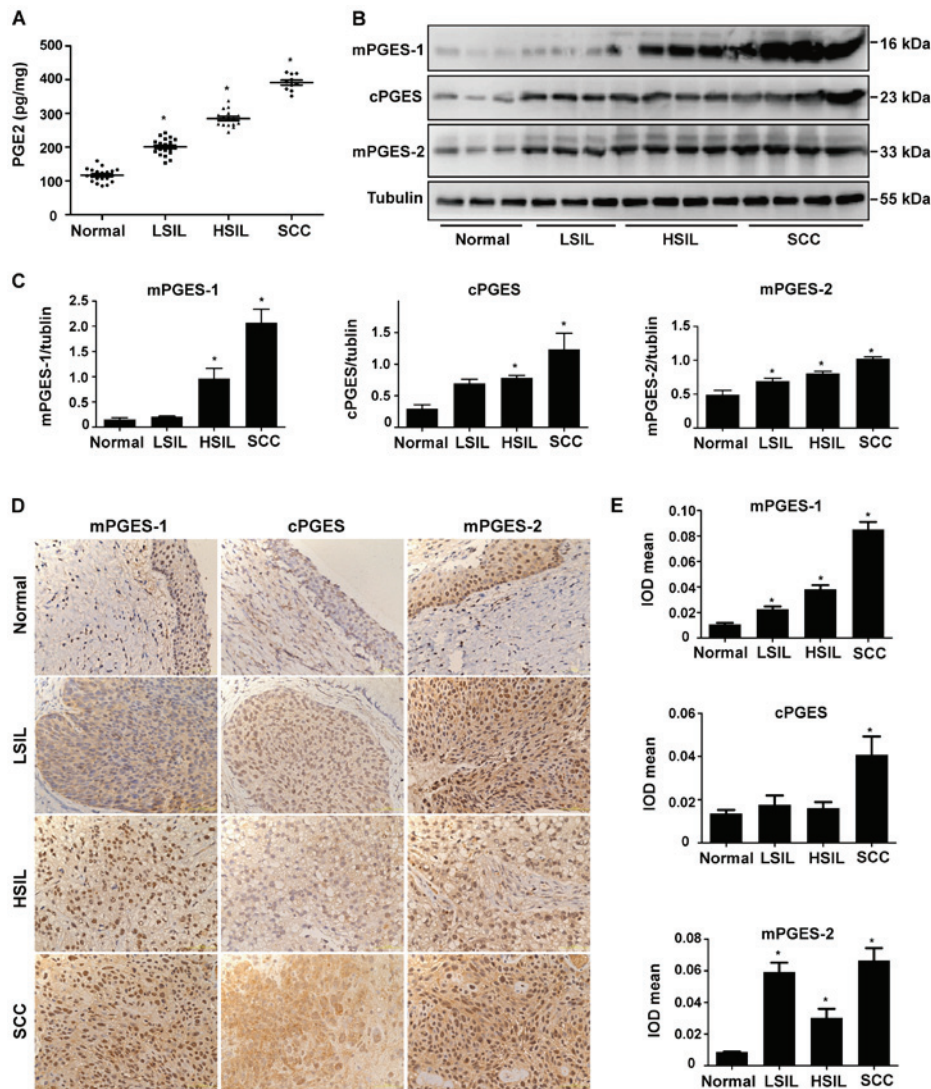 A
PGE2 (pg/mg)
500
400
300
200
100
0
*
*
*
Normal LSIL HSIL SCC
B
mPGES-1
16 kDa
cPGES
23 kDa
mPGES-2
33 kDa
Tubulin
55 kDa
Normal LSIL HSIL SCC
C
mPGES-1
mPGES-1/tublin
2.5
2.0
1.5
1.0
0.5
0
*
*
Normal LSIL HSIL SCC
cPGES
cPGES/tublin
1.5
1.0
0.5
0
*
*
Normal LSIL HSIL SCC
mPGES-2
mPGES-2/tublin
1.5
1.0
0.5
0
*
*
*
Normal LSIL HSIL SCC
D
mPGES-1 cPGES mPGES-2
Normal
LSIL
HSIL
SCC
E
mPGES-1
IOD mean
0.10
0.08
0.06
0.04
0.02
0
*
*
*
Normal LSIL HSIL SCC
cPGES
IOD mean
0.06
0.04
0.02
0
*
Normal LSIL HSIL SCC
mPGES-2
IOD mean
0.08
0.06
0.04
0.002
0
*
*
*
Normal LSIL HSIL SCC